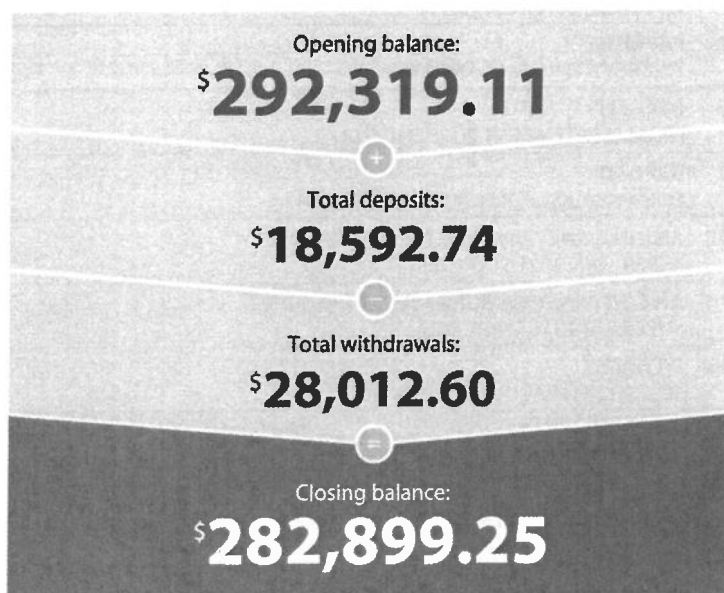 Opening balance:
$292,319.11
+
Total deposits:
$18,592.74
−
Total withdrawals:
$28,012.60
=
Closing balance:
$282,899.25